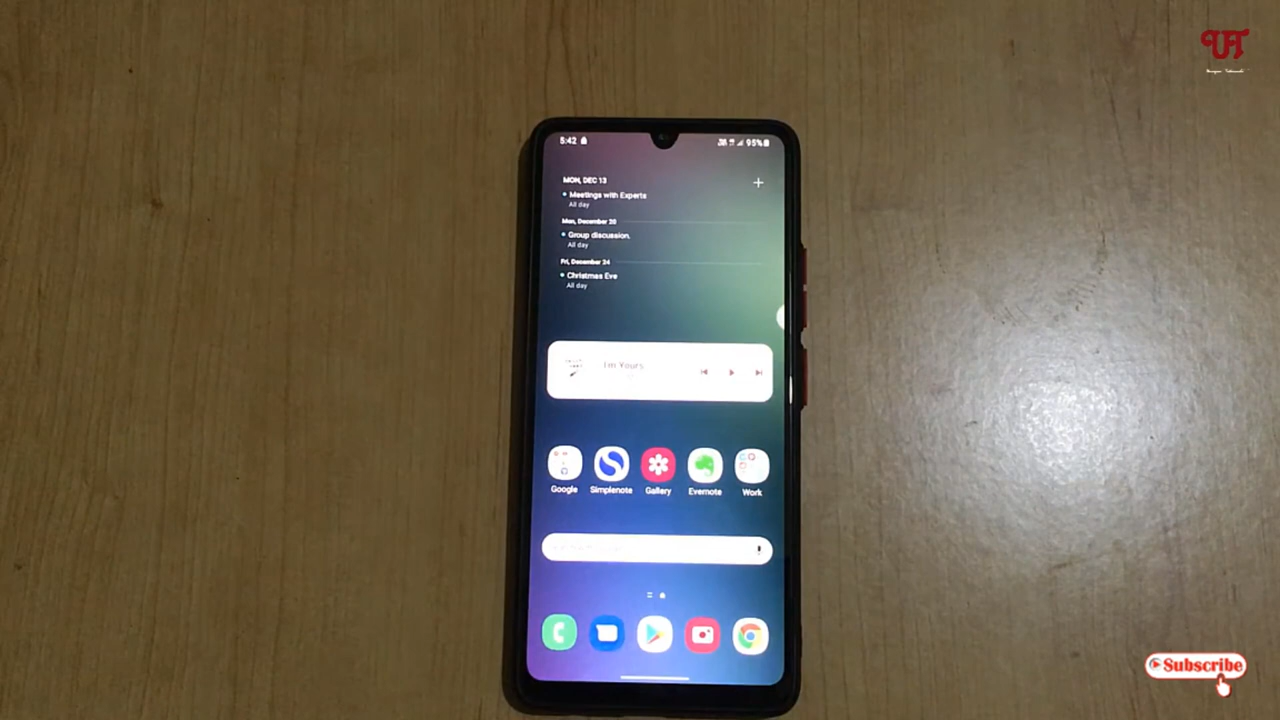 UT
5:42
95%
MON, DEC 13
Meetings with Experts
All day
Mon, December 20
Group discussion.
All day
Fri, December 24
Christmas Eve
All day
I'm Yours
Google
Simplenote
Gallery
Evernote
Work
Subscribe